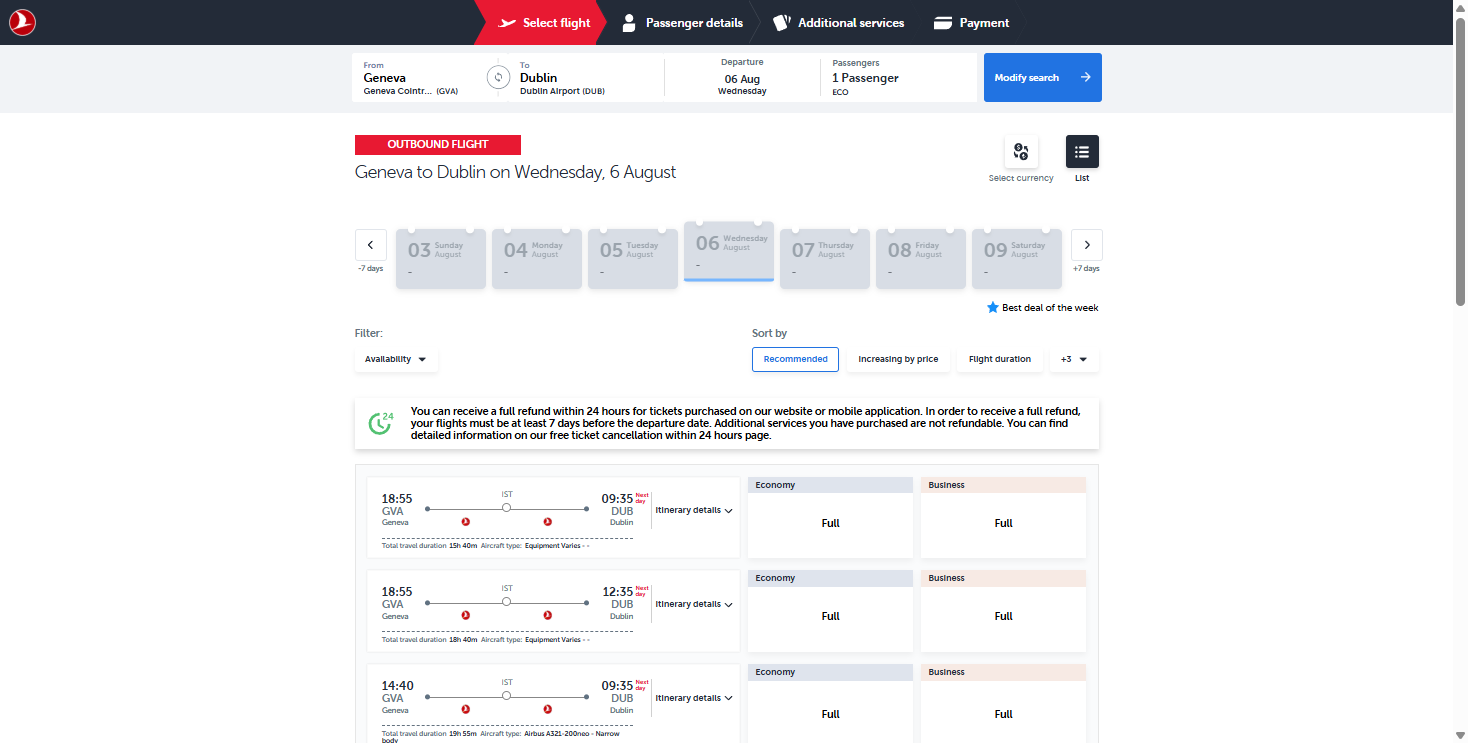 Select flight
Passenger details
Additional services
Payment
From
Geneva
Geneva Cointr... (GVA)
To
Dublin
Dublin Airport (DUB)
Departure
06 Aug
Wednesday
Passengers
1 Passenger
ECO
Modify search
OUTBOUND FLIGHT
Geneva to Dublin on Wednesday, 6 August
Select currency
List
-7 days
03 Sunday August
-
04 Monday August
-
05 Tuesday August
-
06 Wednesday August
-
07 Thursday August
-
08 Friday August
-
09 Saturday August
-
+7 days
Best deal of the week
Filter:
Availability
Sort by
Recommended
Increasing by price
Flight duration
+3
24
You can receive a full refund within 24 hours for tickets purchased on our website or mobile application. In order to receive a full refund,
your flights must be at least 7 days before the departure date. Additional services you have purchased are not refundable. You can find
detailed information on our free ticket cancellation within 24 hours page.
18:55
GVA
Geneva
IST
09:35 Next day
DUB
Dublin
Itinerary details
Total travel duration 15h 40m Aircraft type: Equipment Varies - -
Economy
Full
Business
Full
18:55
GVA
Geneva
IST
12:35 Next day
DUB
Dublin
Itinerary details
Total travel duration 18h 40m Aircraft type: Equipment Varies - -
Economy
Full
Business
Full
14:40
GVA
Geneva
IST
09:35 Next day
DUB
Dublin
Itinerary details
Total travel duration 19h 55m Aircraft type: Airbus A321-200neo - Narrow
body
Economy
Full
Business
Full